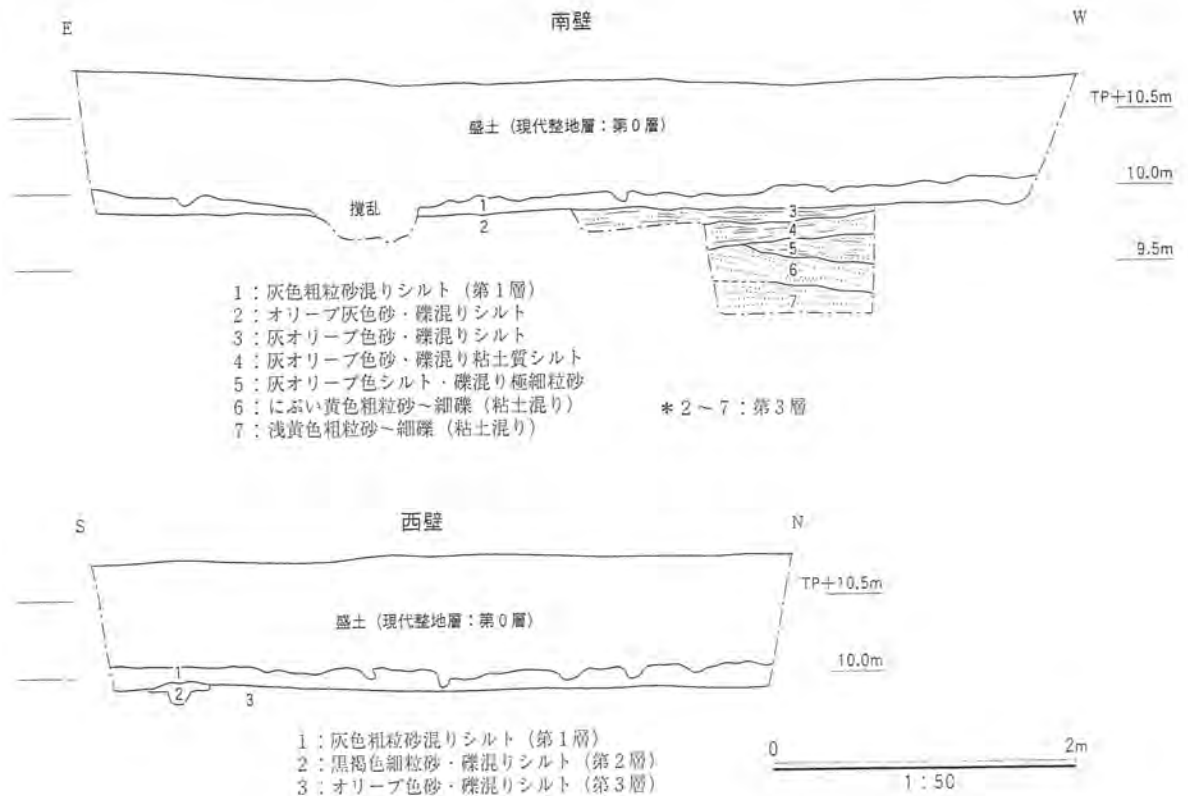 南壁
E
W
TP+10.5m
盛土（現代整地層：第0層）
10.0m
撹乱
1
2
3
4
5
6
7
9.5m
1：灰色粗粒砂混りシルト（第1層）
2：オリーブ灰色砂・礫混りシルト
3：灰オリーブ色砂・礫混りシルト
4：灰オリーブ色砂・礫混り粘土質シルト
5：灰オリーブ色シルト・礫混り極細粒砂
6：にぶい黄色粗粒砂～細礫（粘土混り）
7：浅黄色粗粒砂～細礫（粘土混り）
＊2～7：第3層
西壁
S
N
TP+10.5m
盛土（現代整地層：第0層）
10.0m
1
2
3
1：灰色粗粒砂混りシルト（第1層）
2：黒褐色細粒砂・礫混りシルト（第2層）
3：オリーブ色砂・礫混りシルト（第3層）
0
2m
1：50